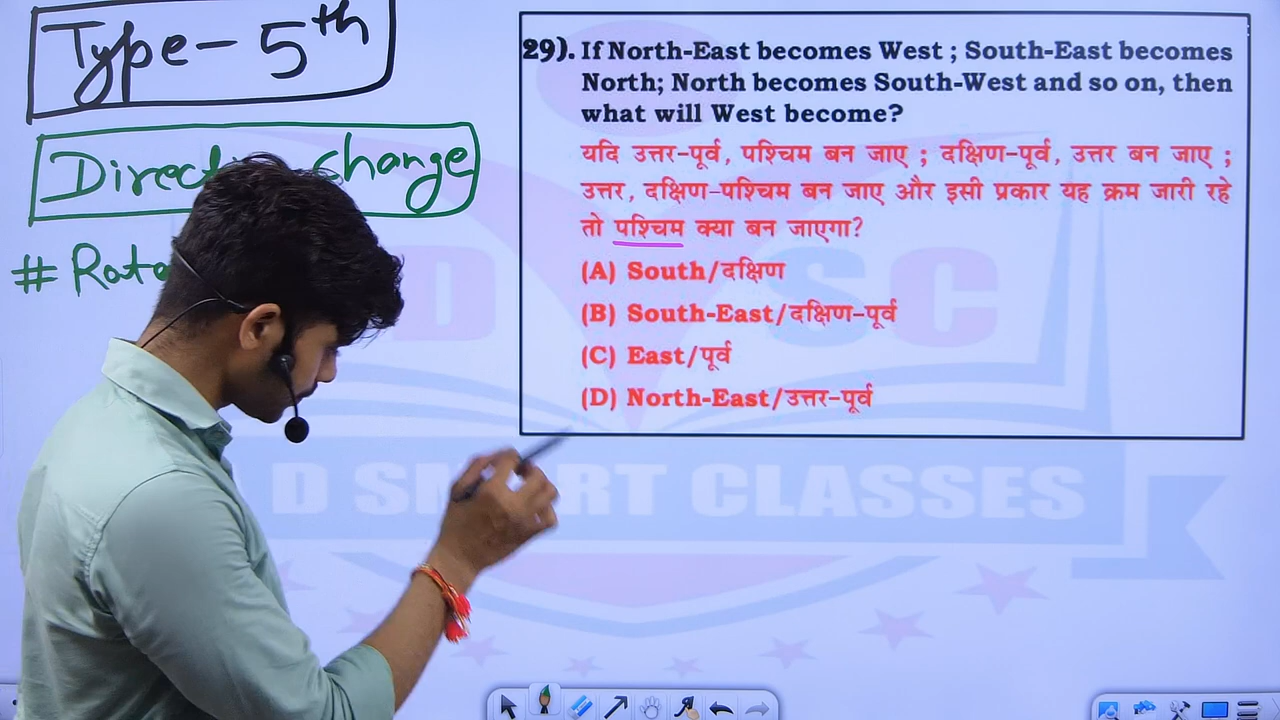 Type - 5th
Change
# Rota
29). If North-East becomes West ; South-East becomes
North; North becomes South-West and so on, then
what will West become?
यदि उत्तर-पूर्व, पश्चिम बन जाए ; दक्षिण-पूर्व, उत्तर बन जाए ;
उत्तर, दक्षिण-पश्चिम बन जाए और इसी प्रकार यह क्रम जारी रहे
तो पश्चिम क्या बन जाएगा?
(A) South/दक्षिण
(B) South-East/दक्षिण-पूर्व
(C) East/पूर्व
(D) North-East/उत्तर-पूर्व
D SC
D SMART CLASSES